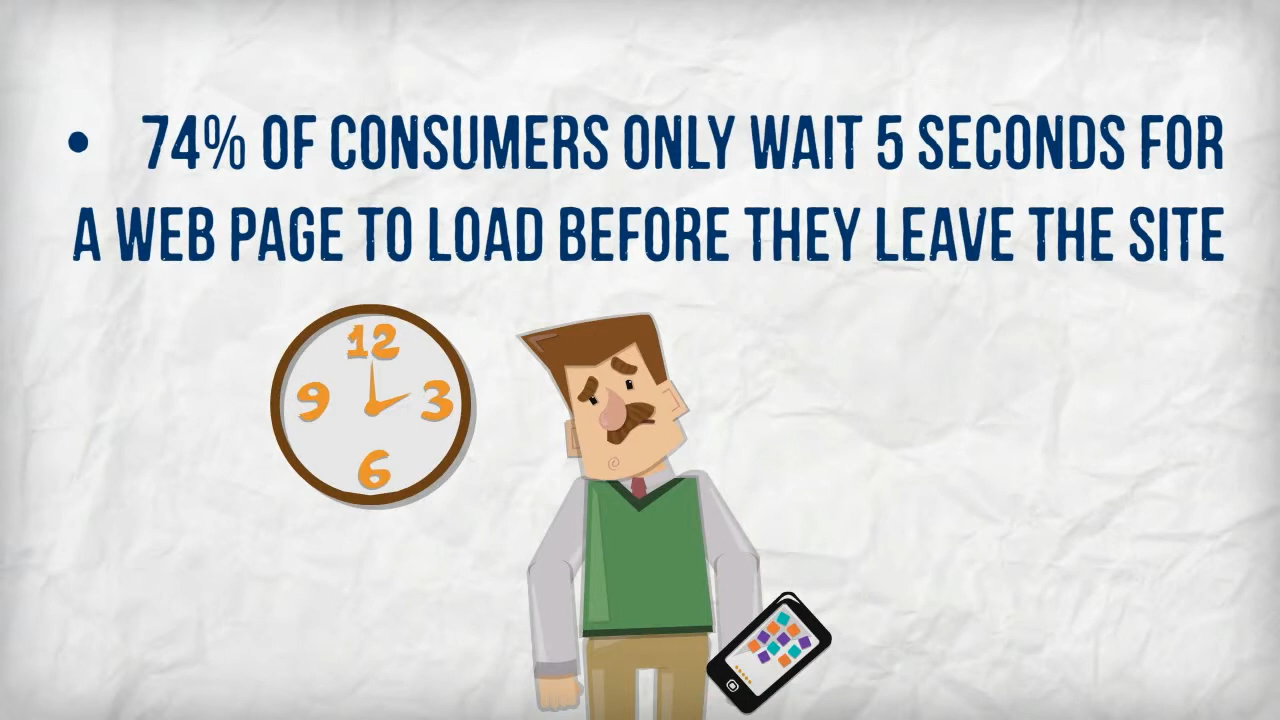 • 74% OF CONSUMERS ONLY WAIT 5 SECONDS FOR
A WEB PAGE TO LOAD BEFORE THEY LEAVE THE SITE
12
9 3
6